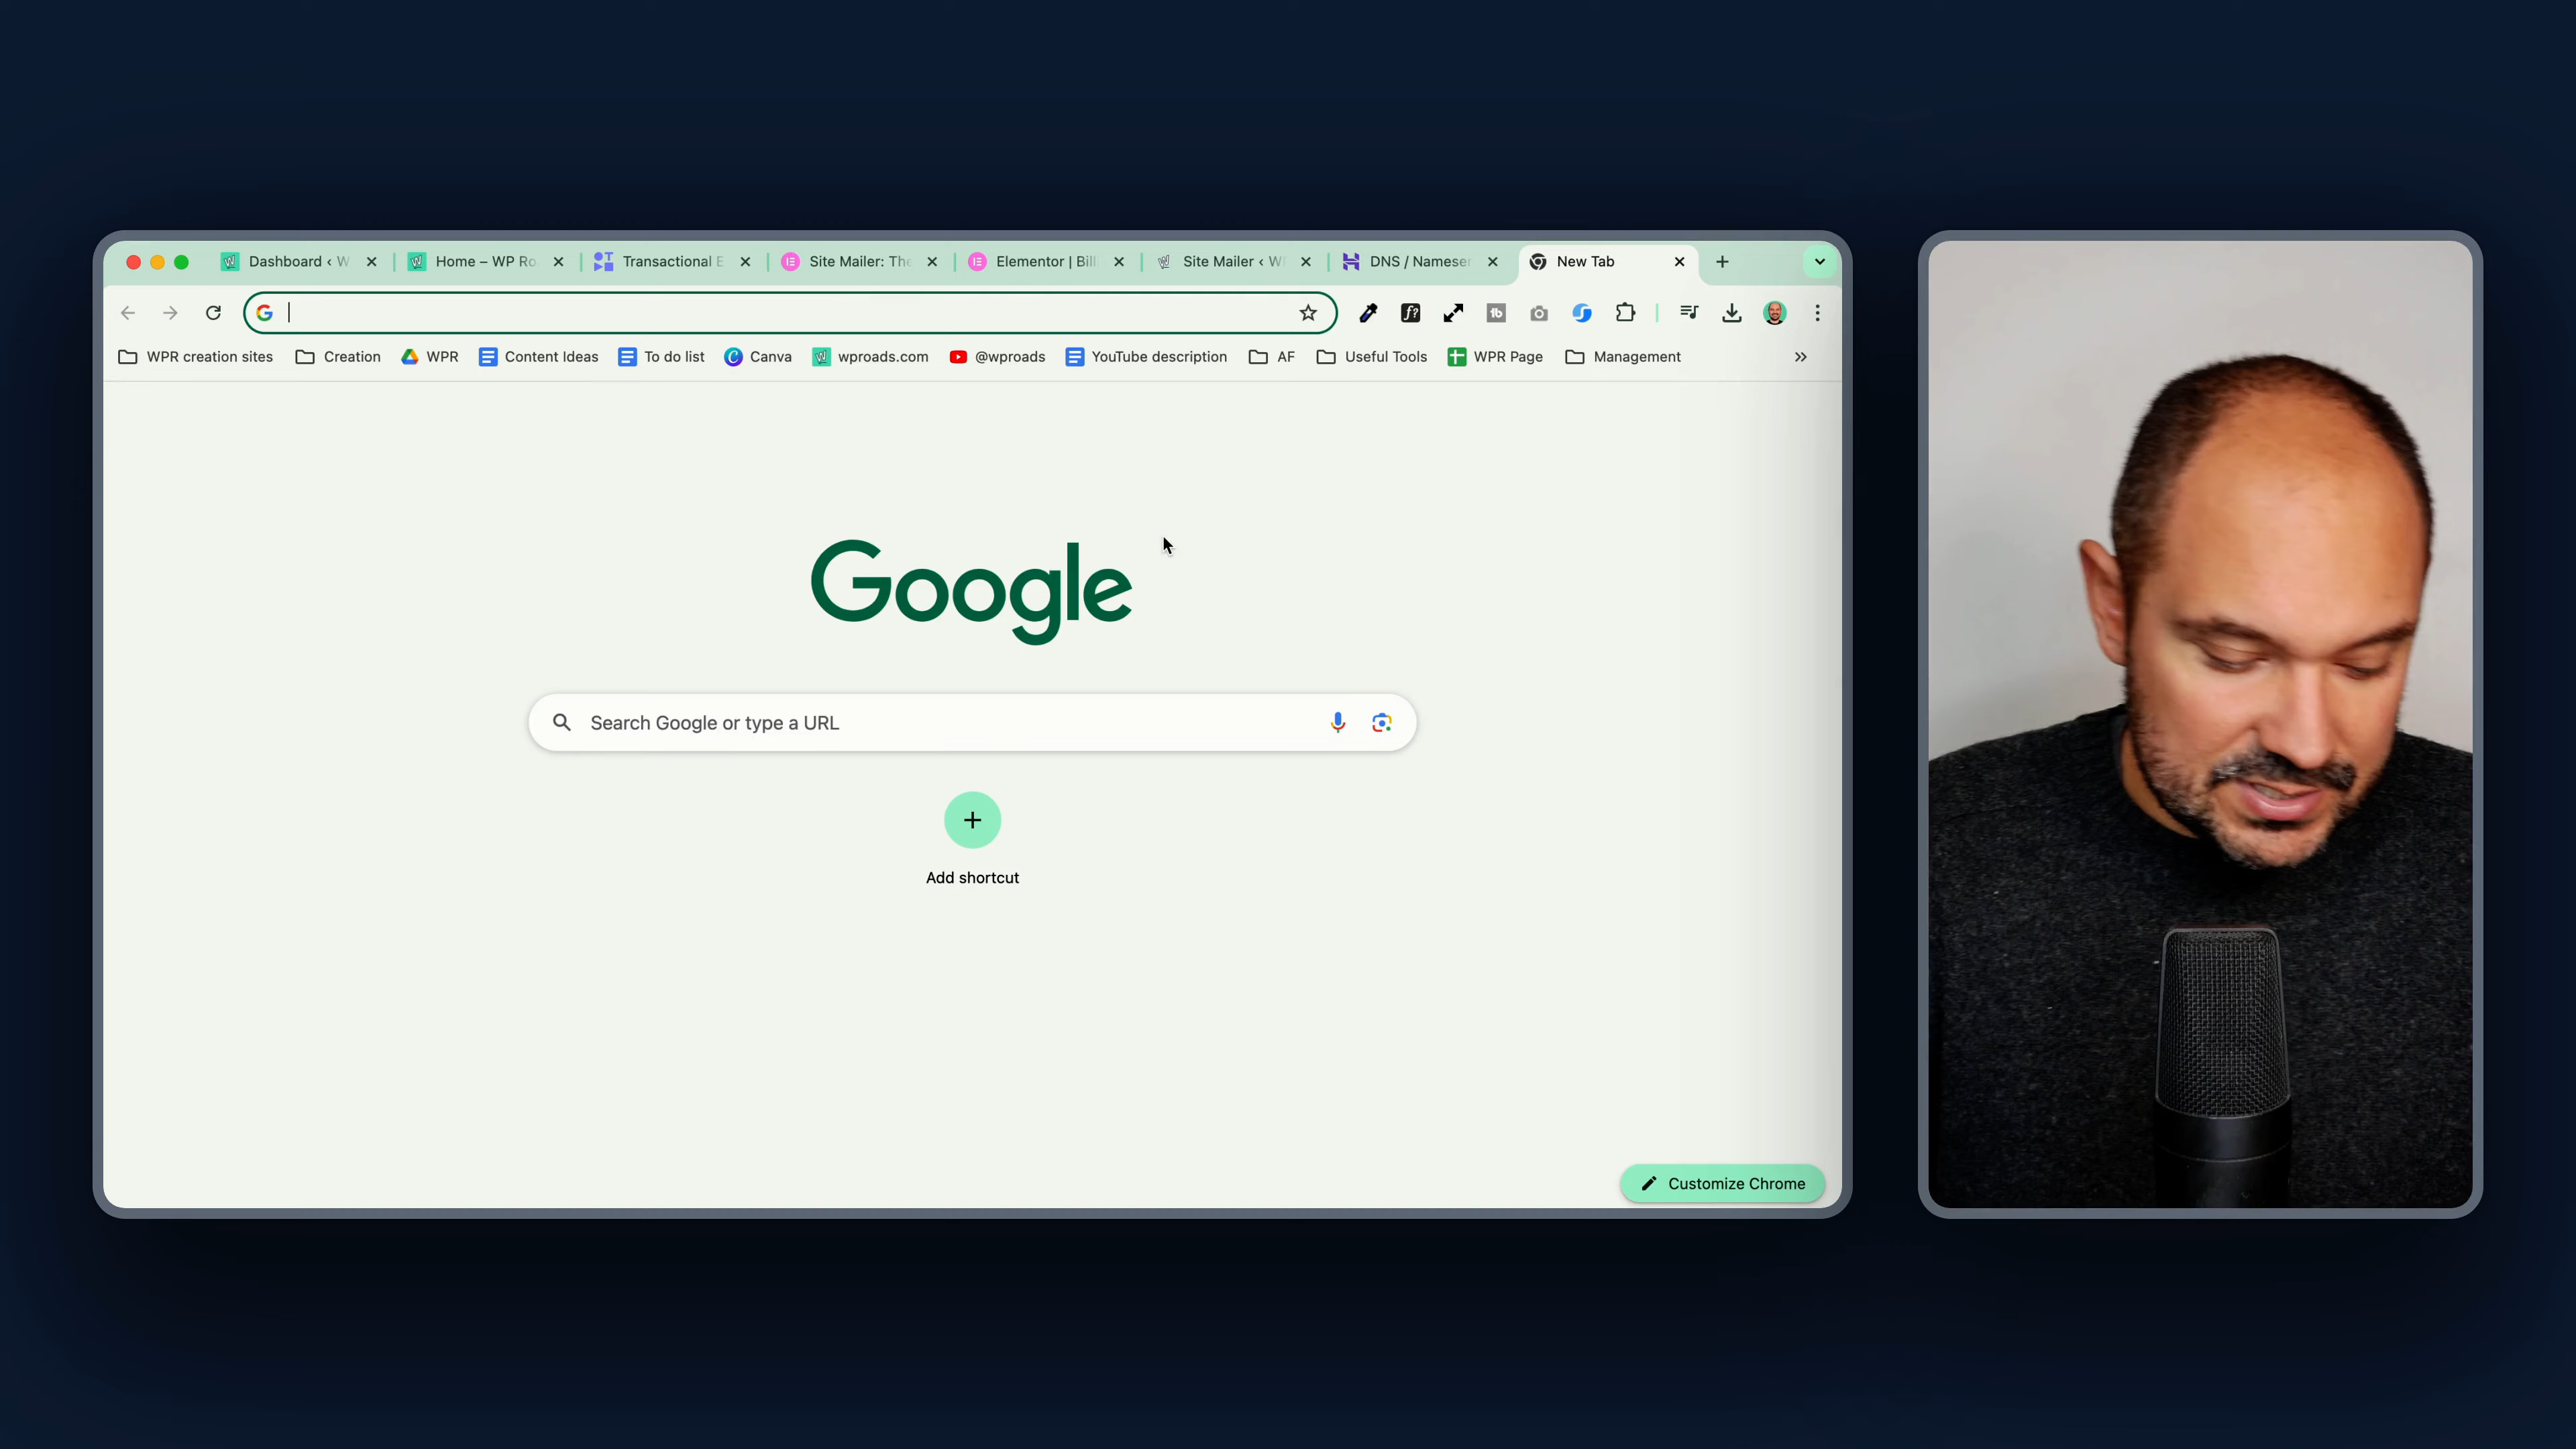 Dashboard ‹ W
Home – WP Ro
Transactional E
Site Mailer: The
Elementor | Bill
Site Mailer ‹ W
DNS / Nameser
New Tab
WPR creation sites
Creation
WPR
Content Ideas
To do list
Canva
wproads.com
@wproads
YouTube description
AF
Useful Tools
WPR Page
Management
Google
Search Google or type a URL
Add shortcut
Customize Chrome